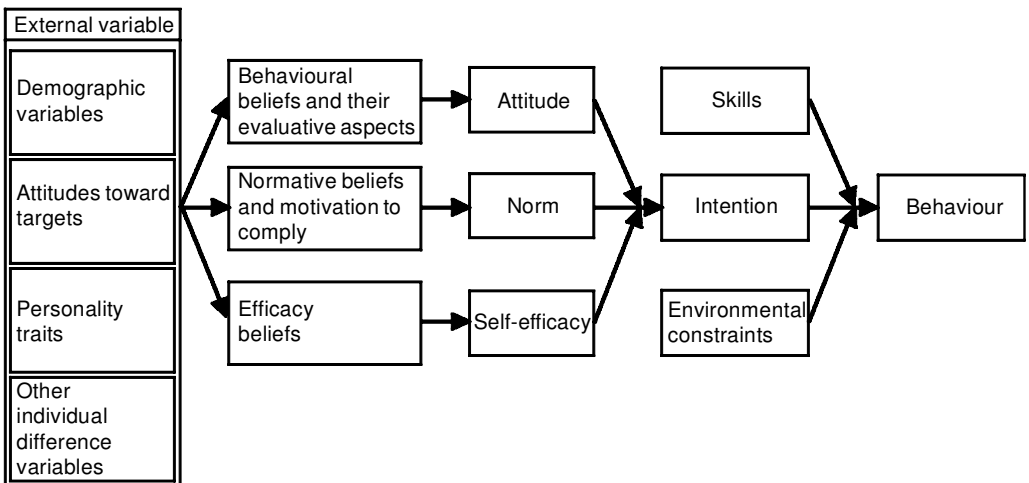 External variable
Demographic
variables
Attitudes toward
targets
Personality
traits
Other
individual
difference
variables
Behavioural
beliefs and their
evaluative aspects
Normative beliefs
and motivation to
comply
Efficacy
beliefs
Attitude
Norm
Self-efficacy
Skills
Intention
Environmental
constraints
Behaviour